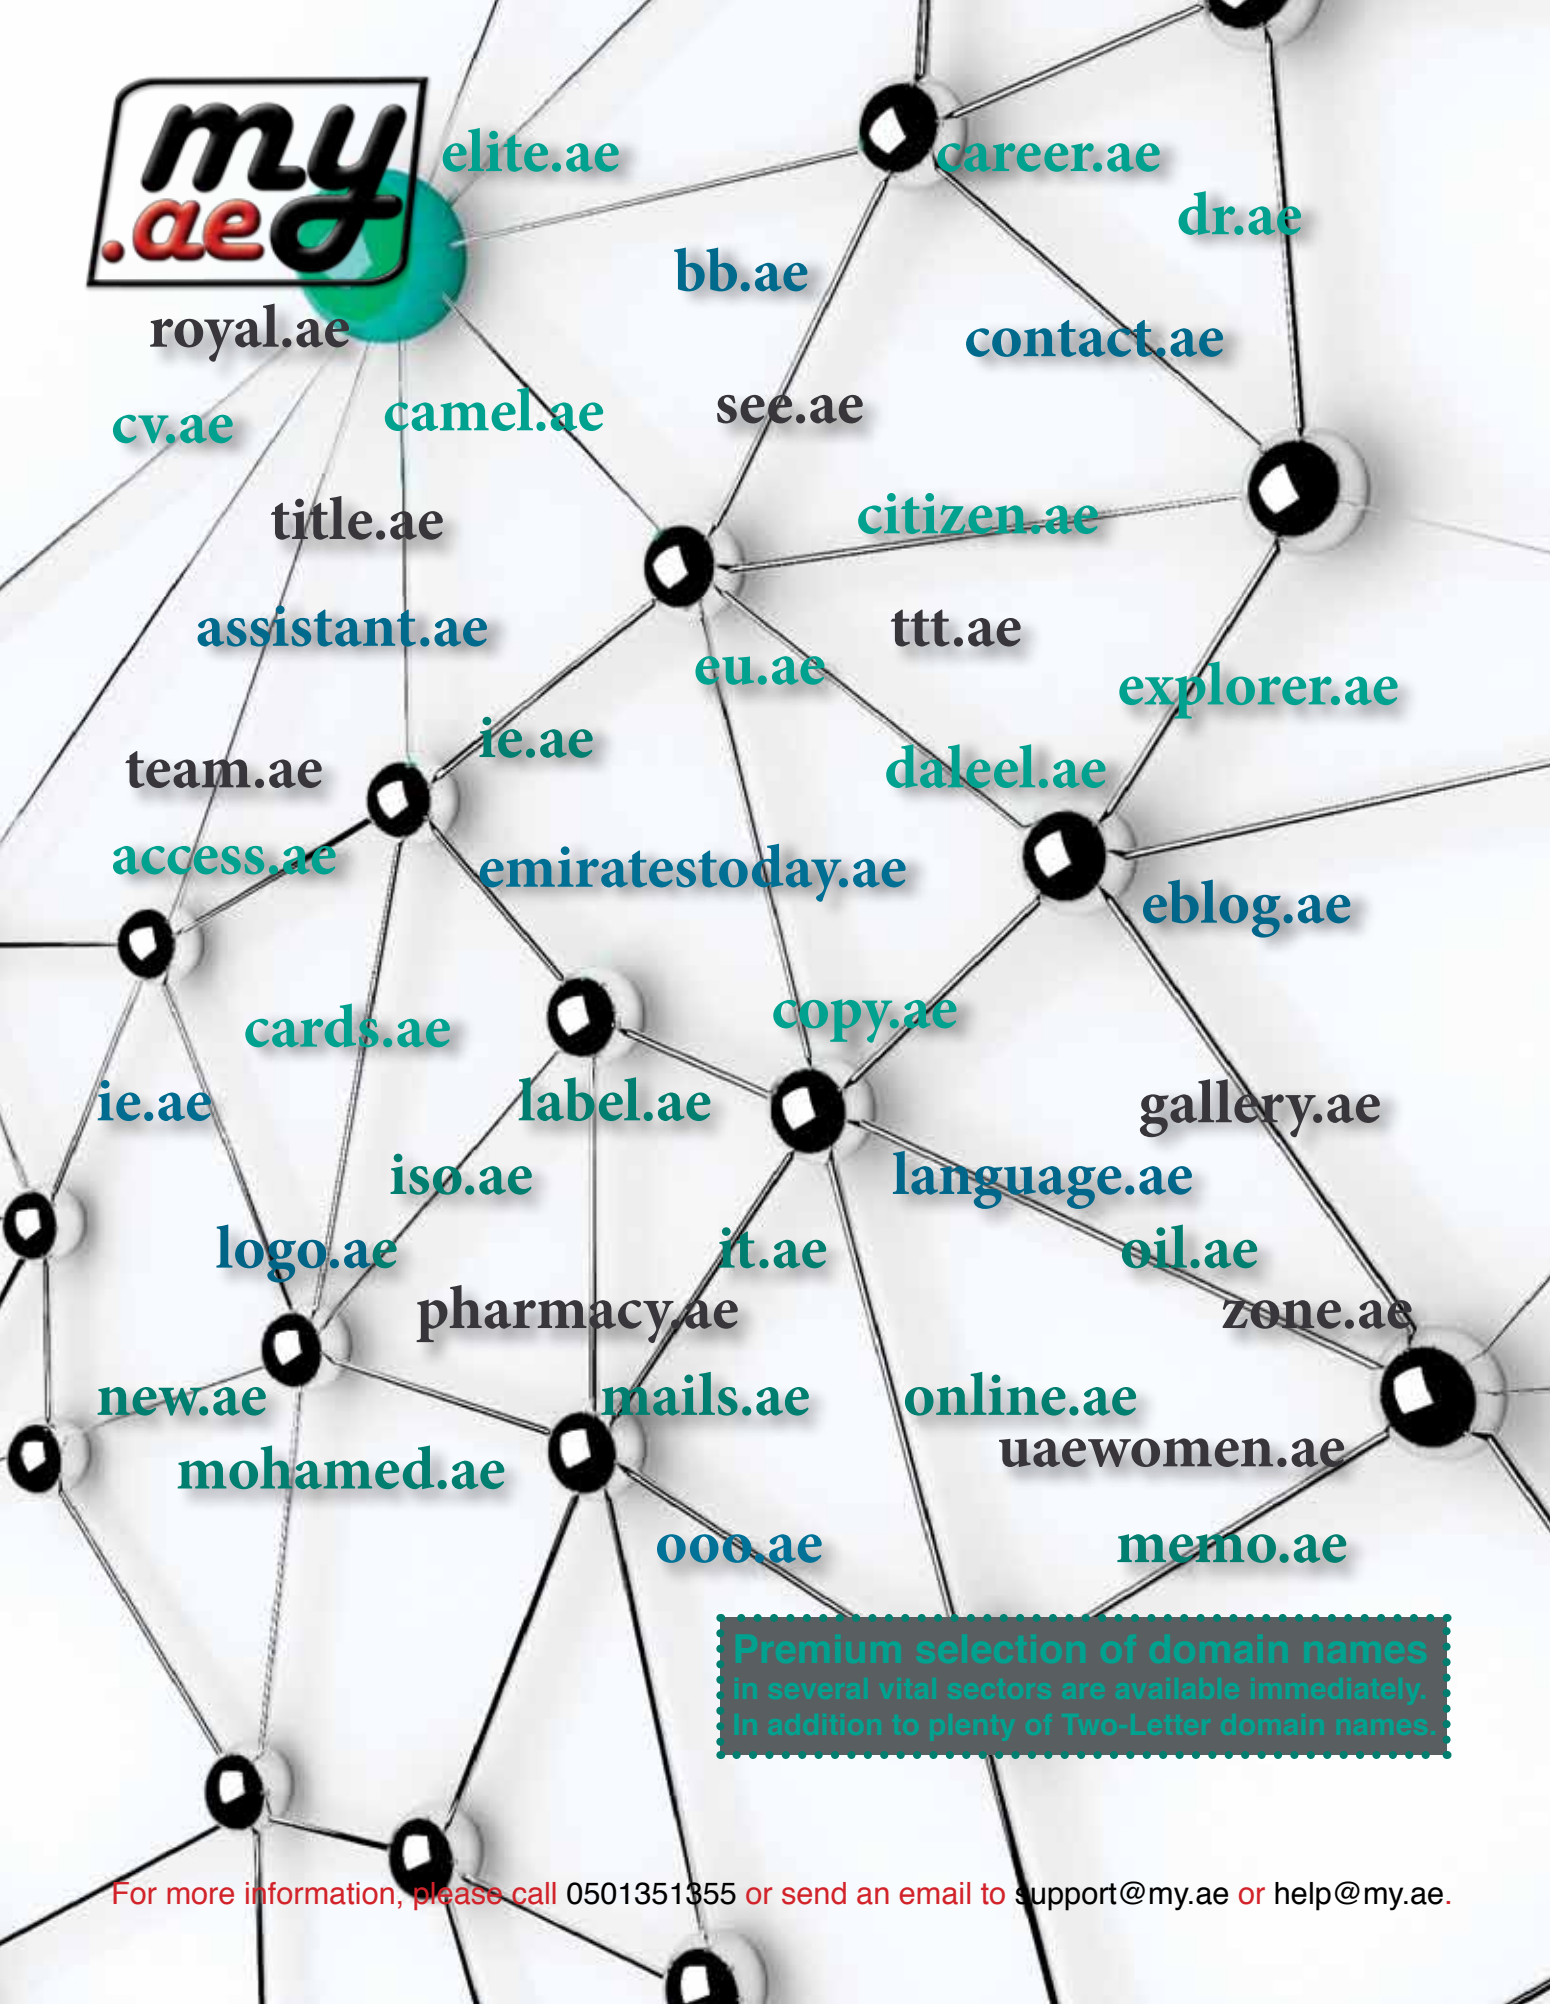 my
.ae
elite.ae
career.ae
dr.ae
bb.ae
royal.ae
contact.ae
cv.ae
camel.ae
see.ae
title.ae
citizen.ae
assistant.ae
ttt.ae
eu.ae
explorer.ae
ie.ae
team.ae
daleel.ae
access.ae
emiratestoday.ae
eblog.ae
cards.ae
copy.ae
ie.ae
label.ae
gallery.ae
iso.ae
language.ae
logo.ae
it.ae
oil.ae
pharmacy.ae
zone.ae
new.ae
mails.ae
online.ae
mohamed.ae
uaewomen.ae
ooo.ae
memo.ae
Premium selection of domain names
in several vital sectors are available immediately.
In addition to plenty of Two-Letter domain names.
For more information, please call 0501351355 or send an email to support@my.ae or help@my.ae.